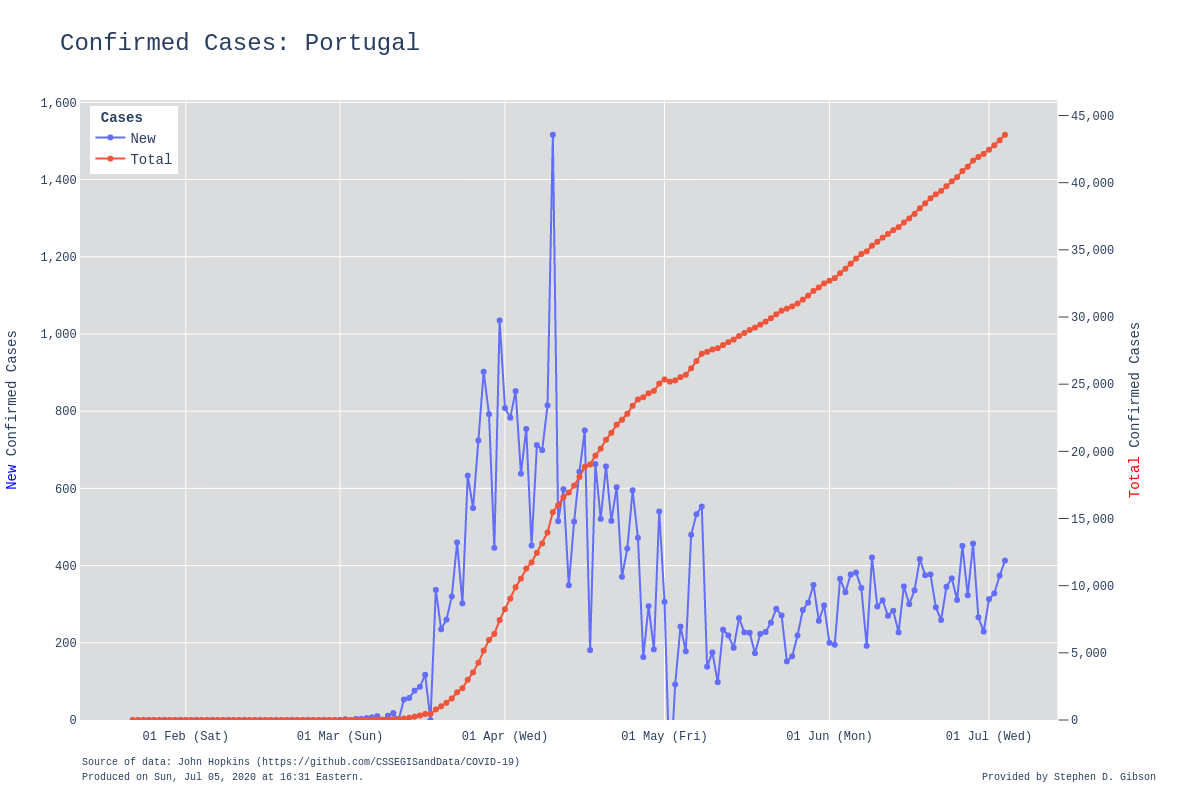 Confirmed Cases: Portugal
Cases
New
Total
1,600
1,400
1,200
1,000
800
600
400
200
0
New Confirmed Cases
45,000
40,000
35,000
30,000
25,000
20,000
15,000
10,000
5,000
0
Total Confirmed Cases
01 Feb (Sat)
01 Mar (Sun)
01 Apr (Wed)
01 May (Fri)
01 Jun (Mon)
01 Jul (Wed)
Source of data: John Hopkins (https://github.com/CSSEGISandData/COVID-19)
Produced on Sun, Jul 05, 2020 at 16:31 Eastern.
Provided by Stephen D. Gibson